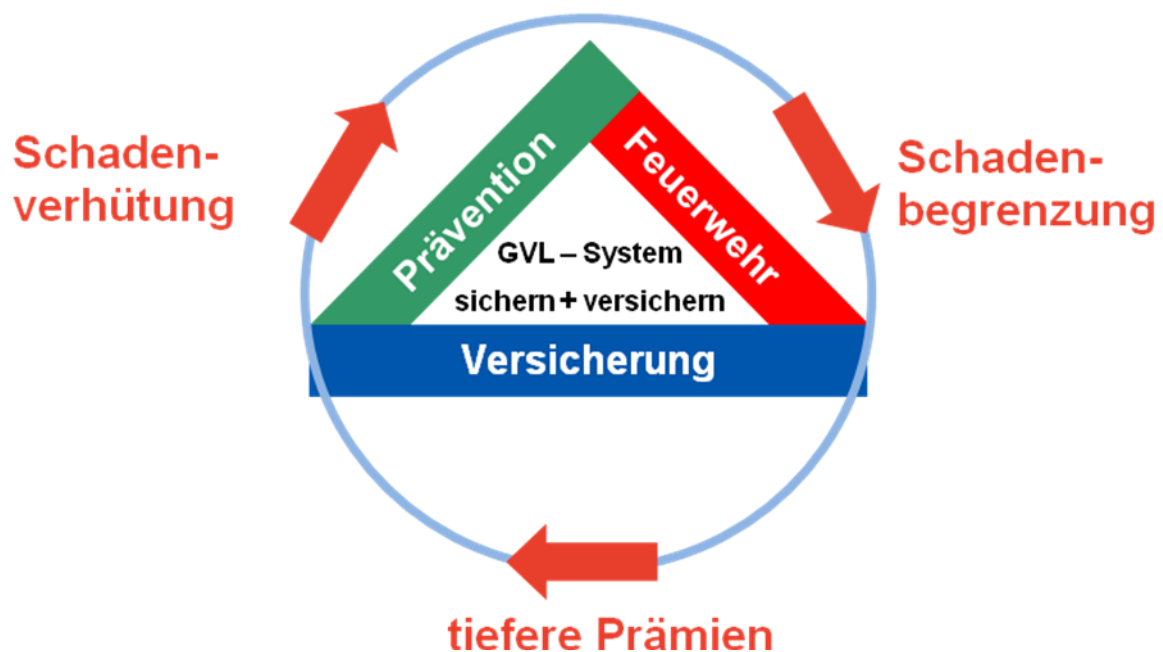 Schaden-
verhütung
Prävention
Feuerwehr
Schaden-
begrenzung
GVL – System
sichern + versichern
Versicherung
tiefere Prämien